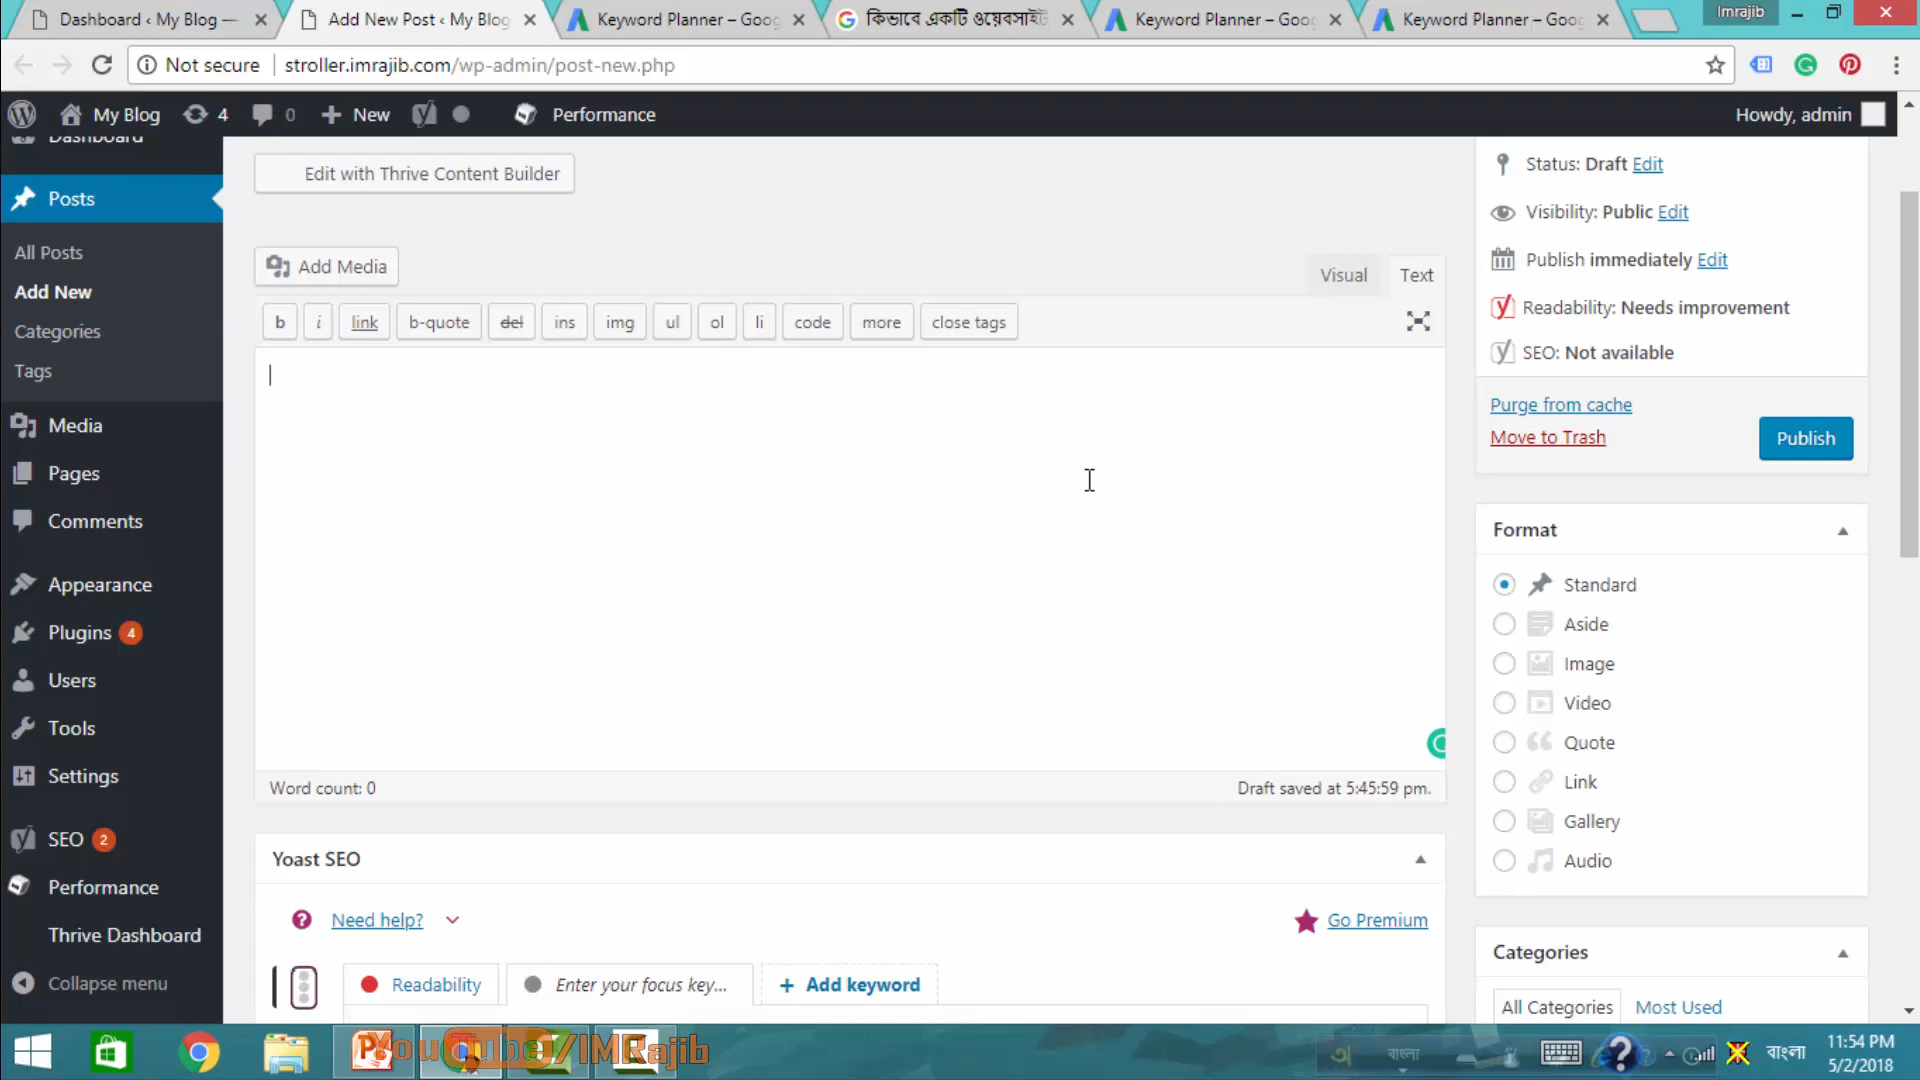 Dashboard ‹ My Blog —
Add New Post ‹ My Blog
Keyword Planner – Goog
কিভাবে একটি ওয়েবসাইট
Keyword Planner – Goog
Keyword Planner – Goog
Imrajib
Not secure
stroller.imrajib.com/wp-admin/post-new.php
My Blog
4
0
New
Performance
Howdy, admin
Dashboard
Posts
All Posts
Add New
Categories
Tags
Media
Pages
Comments
Appearance
Plugins 4
Users
Tools
Settings
SEO 2
Performance
Thrive Dashboard
Collapse menu
Edit with Thrive Content Builder
Add Media
Visual
Text
b
i
link
b-quote
del
ins
img
ul
ol
li
code
more
close tags
Word count: 0
Draft saved at 5:45:59 pm.
Yoast SEO
Need help?
Go Premium
Readability
Enter your focus key...
+ Add keyword
Status: Draft Edit
Visibility: Public Edit
Publish immediately Edit
Readability: Needs improvement
SEO: Not available
Purge from cache
Move to Trash
Publish
Format
Standard
Aside
Image
Video
Quote
Link
Gallery
Audio
Categories
All Categories
Most Used
YouTube/IMRajib
বাংলা
বাংলা
11:54 PM
5/2/2018